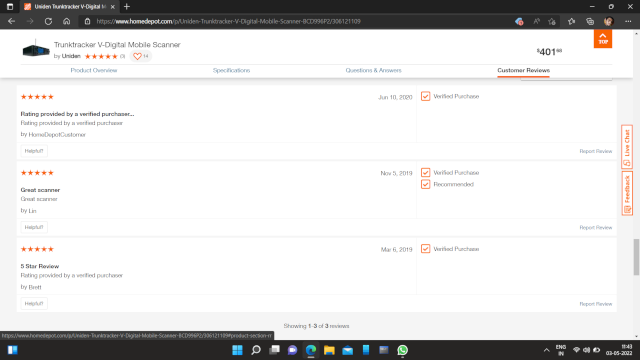 Uniden Trunktracker V-Digital M
https://www.homedepot.com/p/Uniden-Trunktracker-V-Digital-Mobile-Scanner-BCD996P2/306121109
Trunktracker V-Digital Mobile Scanner
by Uniden (3) 14
$401⁶⁸
TOP
Product Overview Specifications Questions & Answers Customer Reviews
Jun 10, 2020 Verified Purchase
Rating provided by a verified purchaser...
Rating provided by a verified purchaser
by HomeDepotCustomer
Helpful?
Report Review
Live Chat
Nov 5, 2019 Verified Purchase
Recommended
Great scanner
Great scanner
by Lin
Feedback
Helpful?
Report Review
Mar 6, 2019 Verified Purchase
5 Star Review
Rating provided by a verified purchaser
by Brett
Helpful?
Report Review
Showing 1-3 of 3 reviews
https://www.homedepot.com/p/Uniden-Trunktracker-V-Digital-Mobile-Scanner-BCD996P2/306121109#product-section-rr
ENG
IN
11:43
03-05-2022